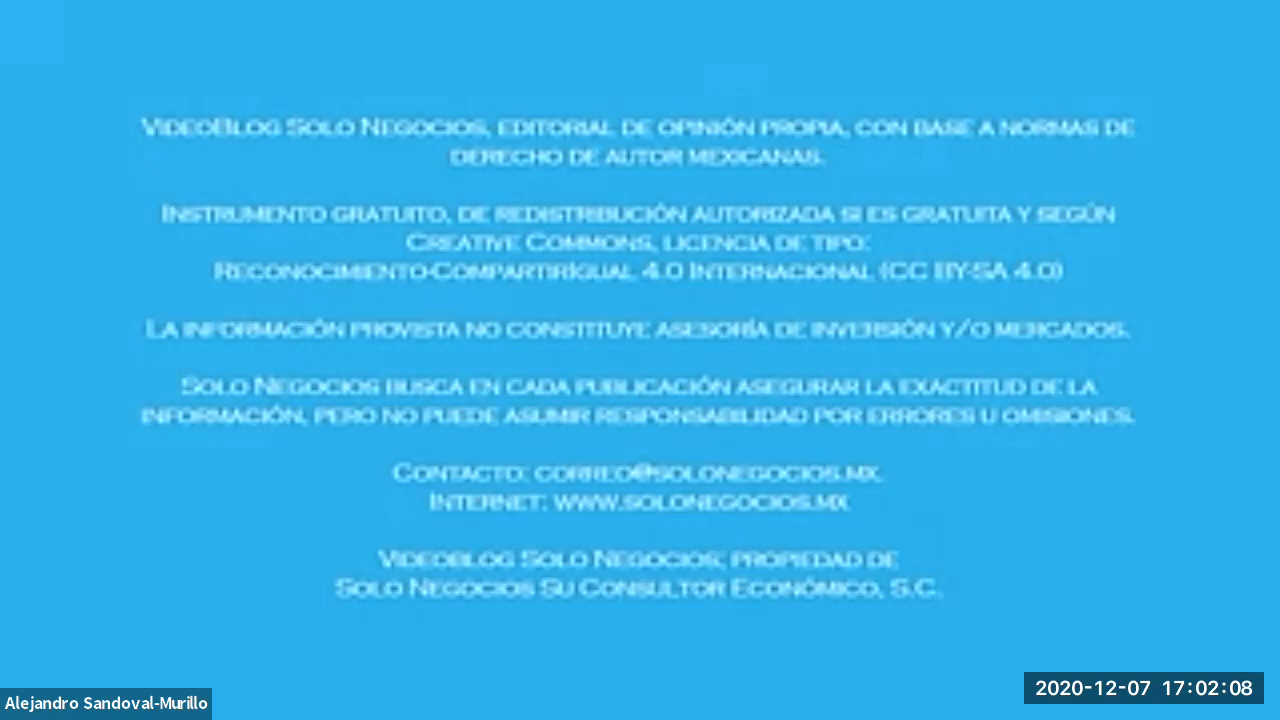 VideoBlog Solo Negocios, editorial de opinión propia, con base a normas de
derecho de autor mexicanas.
Instrumento gratuito, de redistribución autorizada si es gratuita y según
Creative Commons, licencia de tipo:
Reconocimiento-CompartirIgual 4.0 Internacional (CC BY-SA 4.0)
La información provista no constituye asesoría de inversión y/o mercados.
Solo Negocios busca en cada publicación asegurar la exactitud de la
información, pero no puede asumir responsabilidad por errores u omisiones.
Contacto: correo@solonegocios.mx.
Internet: www.solonegocios.mx
Videoblog Solo Negocios; propiedad de
Solo Negocios Su Consultor Económico, S.C.
Alejandro Sandoval-Murillo
2020-12-07 17:02:08